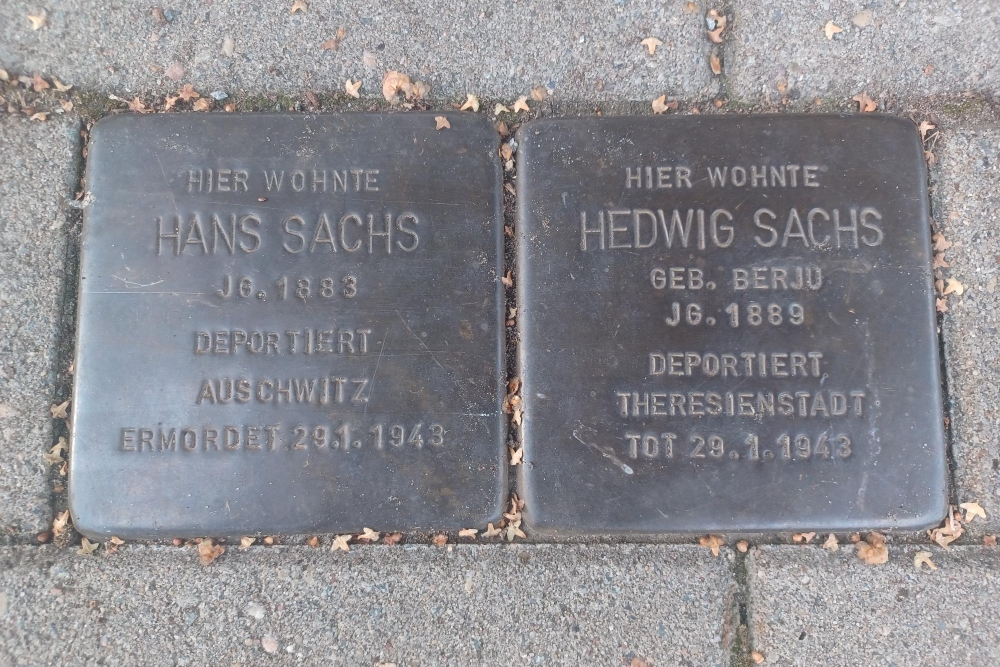 HIER WOHNTE
HANS SACHS
JG. 1883
DEPORTIERT
AUSCHWITZ
ERMORDET 29.1.1943
HIER WOHNTE
HEDWIG SACHS
GEB. BERJU
JG. 1889
DEPORTIERT
THERESIENSTADT
TOT 29.1.1943